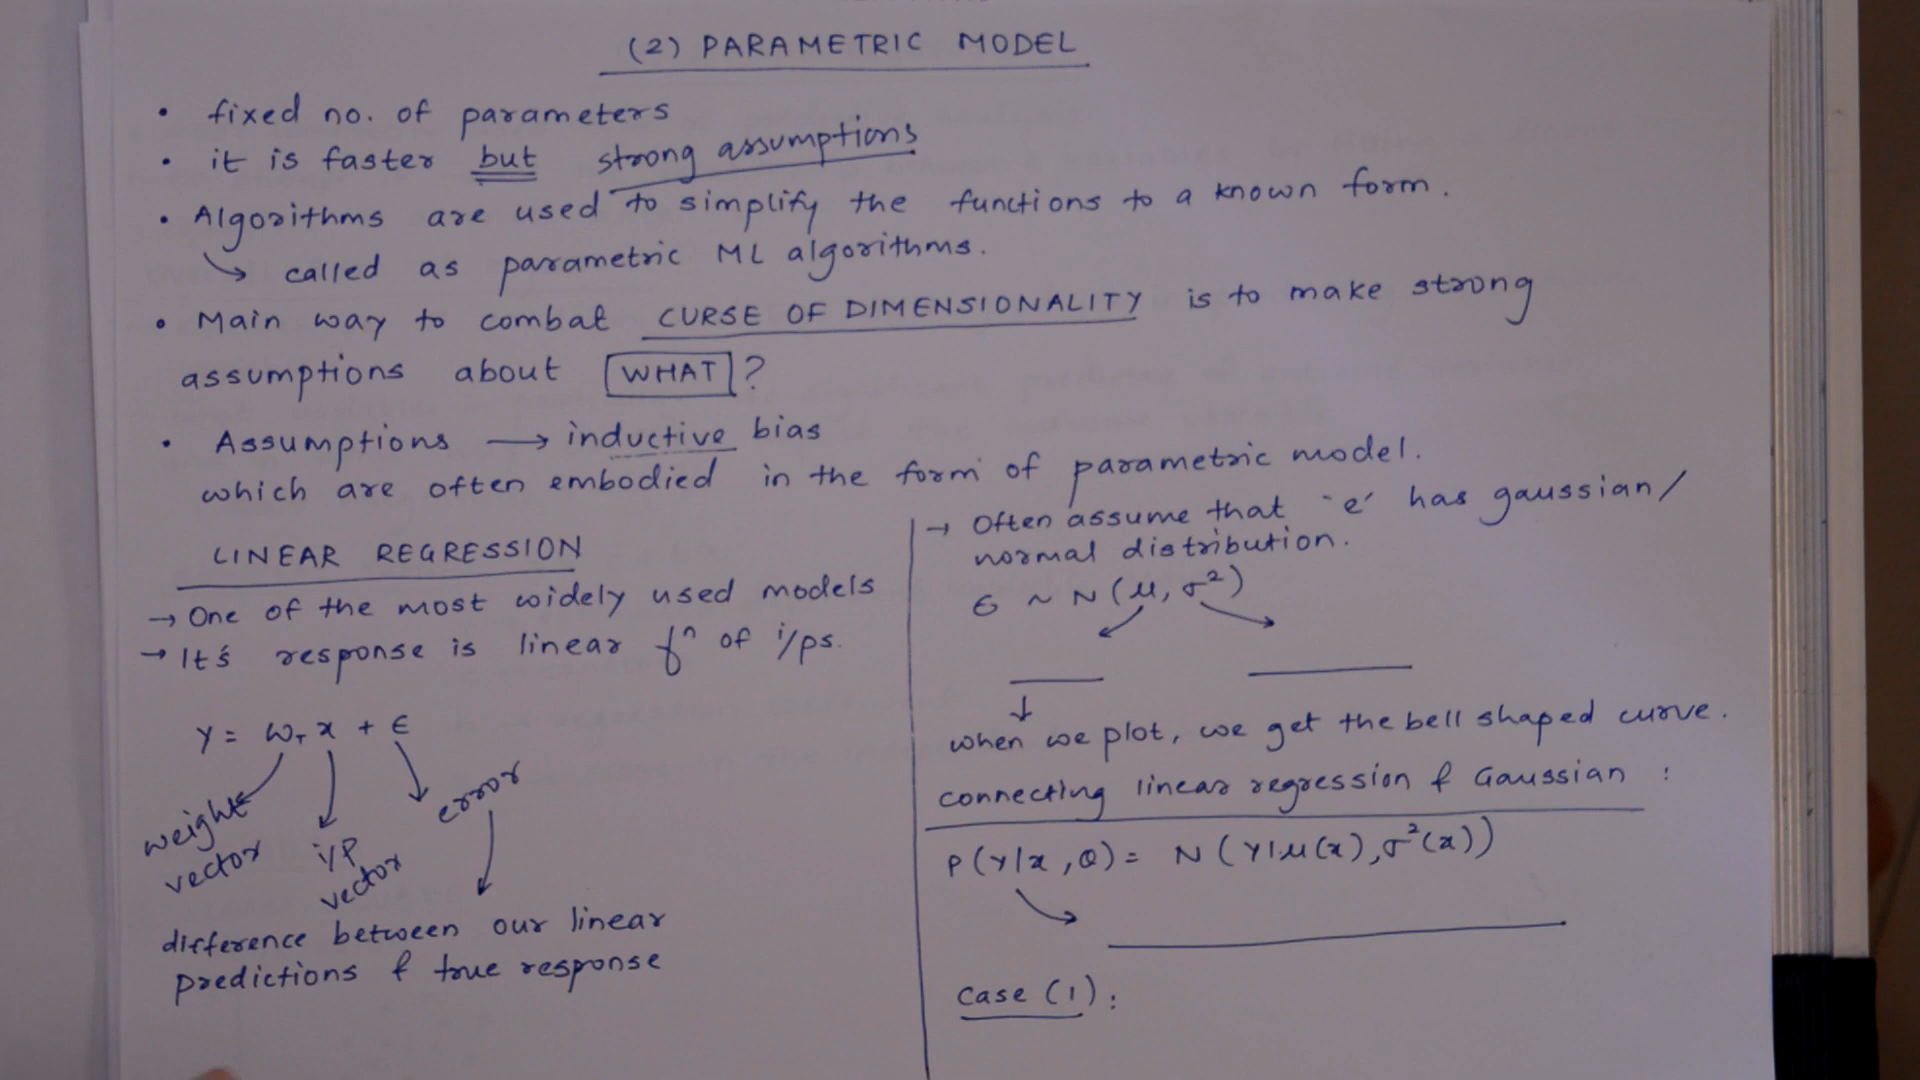 (2) PARAMETRIC MODEL
• fixed no. of parameters
• it is faster but strong assumptions
• Algorithms are used to simplify the functions to a known form.
↳ called as parametric ML algorithms.
• Main way to combat CURSE OF DIMENSIONALITY is to make strong
assumptions about WHAT ?
• Assumptions → inductive bias
which are often embodied in the form of parametric model.
LINEAR REGRESSION
→ One of the most widely used models
→ It's response is linear fⁿ of i/ps.
Y = w_T x + ε
weight
vector
i/P
vector
error
difference between our linear
predictions & true response
→ Often assume that 'e' has gaussian/
normal distribution.
ε ~ N (μ, σ²)
when we plot, we get the bell shaped curve.
connecting linear regression & Gaussian :
P(Y|x, θ) = N (Y|μ(x), σ²(x))
Case (1) :